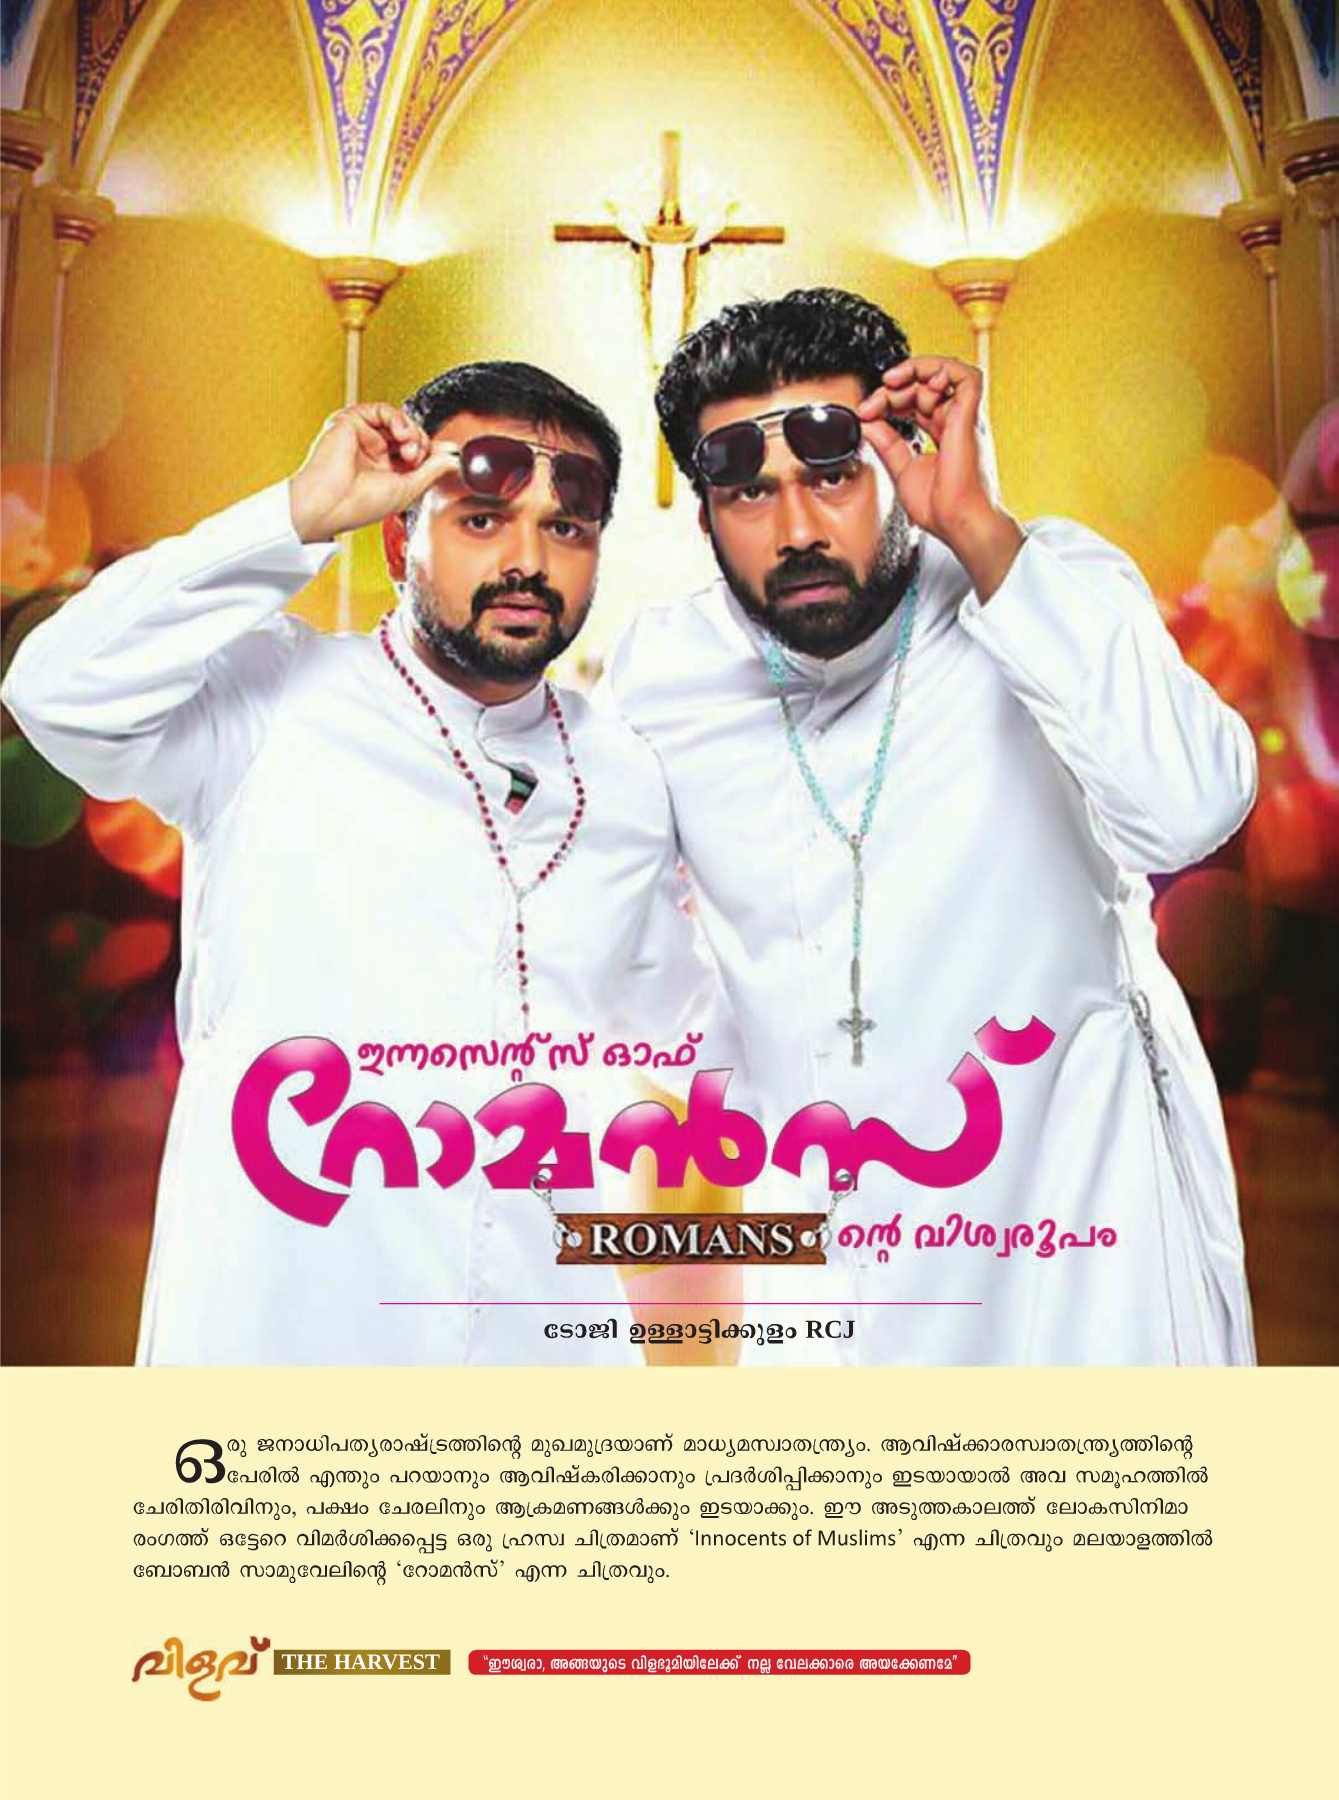 ഇന്നസെന്റ്സ് ഓഫ്
റോമൻസ്
ROMANS ന്റെ വിശ്വരൂപം
ടോജി ഉള്ളാട്ടിക്കുളം RCJ
ഒരു ജനാധിപത്യരാഷ്ട്രത്തിന്റെ മുഖമുദ്രയാണ് മാധ്യമസ്വാതന്ത്ര്യം. ആവിഷ്ക്കാരസ്വാതന്ത്ര്യത്തിന്റെ
പേരിൽ എന്തും പറയാനും ആവിഷ്കരിക്കാനും പ്രദർശിപ്പിക്കാനും ഇടയായാൽ അവ സമൂഹത്തിൽ
ചേരിതിരിവിനും, പക്ഷം ചേരലിനും ആക്രമണങ്ങൾക്കും ഇടയാക്കും. ഈ അടുത്തകാലത്ത് ലോകസിനിമാ
രംഗത്ത് ഒട്ടേറെ വിമർശിക്കപ്പെട്ട ഒരു ഹ്രസ്വ ചിത്രമാണ് ‘Innocents of Muslims’ എന്ന ചിത്രവും മലയാളത്തിൽ
ബോബൻ സാമുവേലിന്റെ ‘റോമൻസ്’ എന്ന ചിത്രവും.
വിളവ് THE HARVEST “ഈശ്വരാ, അങ്ങയുടെ വിളഭൂമിയിലേക്ക് നല്ല വേലക്കാരെ അയക്കേണമേ”